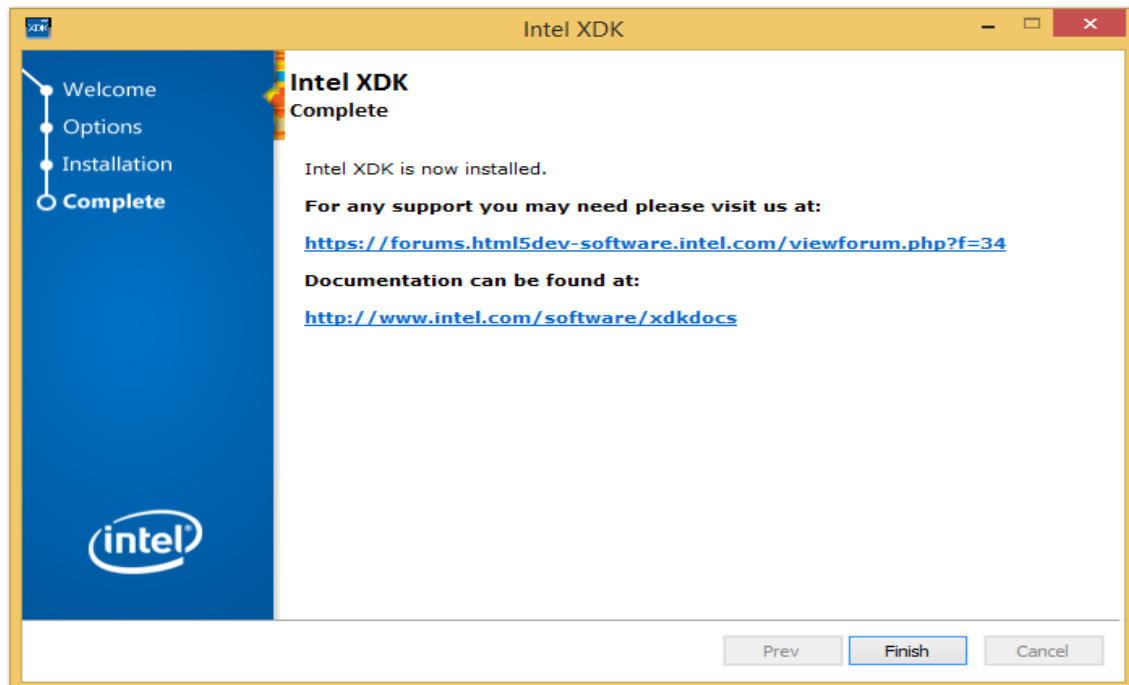 XDK
Intel XDK
Welcome
Options
Installation
Complete
Intel XDK
Complete
Intel XDK is now installed.
For any support you may need please visit us at:
https://forums.html5dev-software.intel.com/viewforum.php?f=34
Documentation can be found at:
http://www.intel.com/software/xdkdocs
intel
Prev
Finish
Cancel